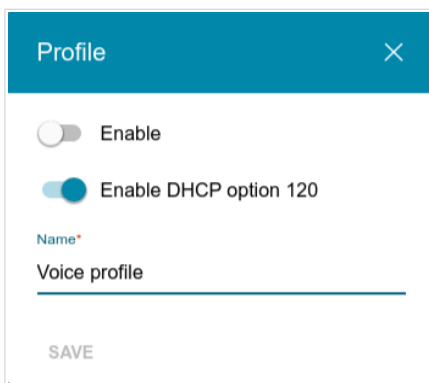 Profile
Enable
Enable DHCP option 120
Name*
Voice profile
SAVE